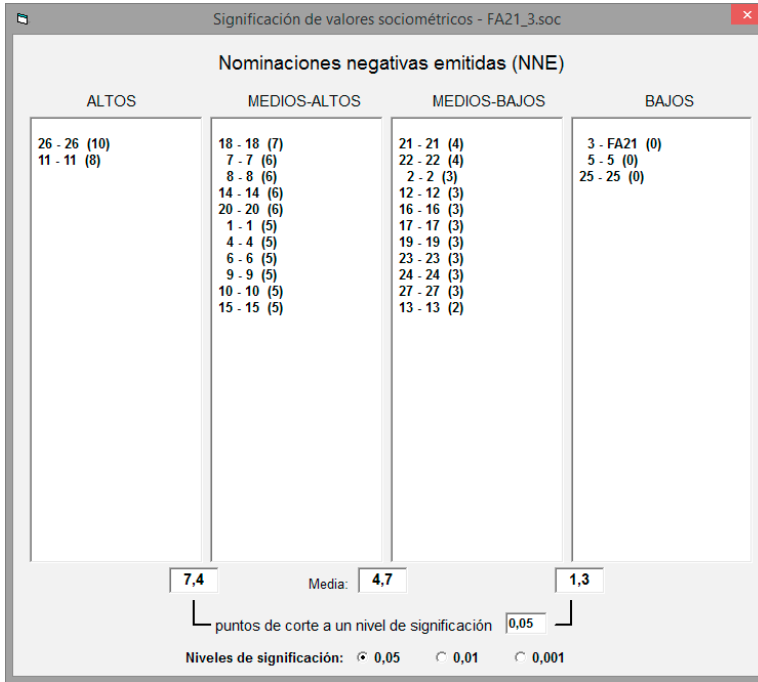 Significación de valores sociométricos - FA21_3.soc
Nominaciones negativas emitidas (NNE)
ALTOS
26 - 26 (10)
11 - 11 (8)
MEDIOS-ALTOS
18 - 18 (7)
7 - 7 (6)
8 - 8 (6)
14 - 14 (6)
20 - 20 (6)
1 - 1 (5)
4 - 4 (5)
6 - 6 (5)
9 - 9 (5)
10 - 10 (5)
15 - 15 (5)
MEDIOS-BAJOS
21 - 21 (4)
22 - 22 (4)
2 - 2 (3)
12 - 12 (3)
16 - 16 (3)
17 - 17 (3)
19 - 19 (3)
23 - 23 (3)
24 - 24 (3)
27 - 27 (3)
13 - 13 (2)
BAJOS
3 - FA21 (0)
5 - 5 (0)
25 - 25 (0)
7,4 Media: 4,7 1,3
puntos de corte a un nivel de significación 0,05
Niveles de significación: 0,05 0,01 0,001